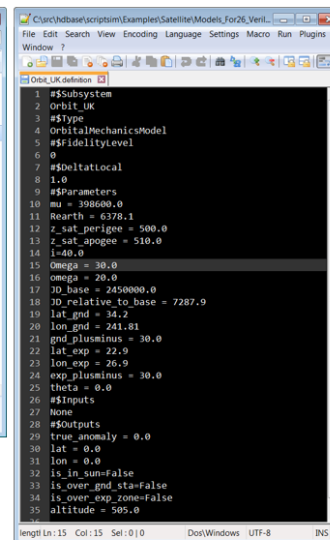 C:\src\hdbase\scriptsim\Examples\Satellite\Models_For26_Veril...
File Edit Search View Encoding Language Settings Macro Run Plugins
Window ?
Orbit_UK definition
1 #$Subsystem
2 Orbit_UK
3 #$Type
4 OrbitalMechanicsModel
5 #$FidelityLevel
6 0
7 #$DeltatLocal
8 1.0
9 #$Parameters
10 mu = 398600.0
11 Rearth = 6378.1
12 z_sat_perigee = 500.0
13 z_sat_apogee = 510.0
14 i=40.0
15 Omega = 30.0
16 omega = 20.0
17 JD_base = 2450000.0
18 JD_relative_to_base = 7287.9
19 lat_gnd = 34.2
20 lon_gnd = 241.81
21 gnd_plusminus = 30.0
22 lat_exp = 22.9
23 lon_exp = 26.9
24 exp_plusminus = 30.0
25 theta = 0.0
26 #$Inputs
27 None
28 #$Outputs
29 true_anomaly = 0.0
30 lat = 0.0
31 lon = 0.0
32 is_in_sun=False
33 is_over_gnd_sta=False
34 is_over_exp_zone=False
35 altitude = 505.0
lengtl Ln : 15 Col : 15 Sel : 0 | 0 Dos\Windows UTF-8 INS